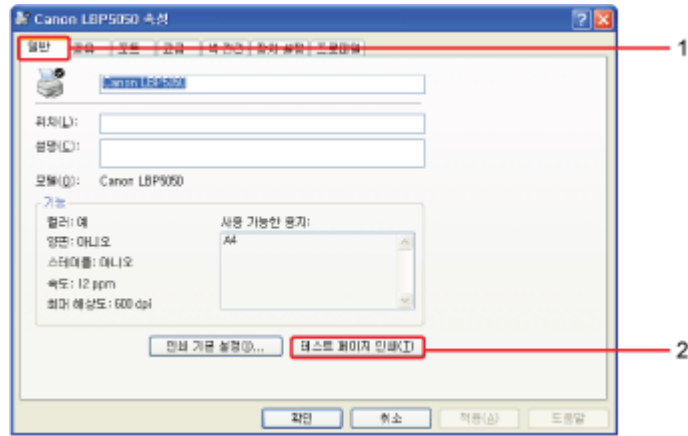 Canon LBP5050 속성
1
일반 공유 포트 고급 색 관리 장치 설정 프로파일
Canon LBP5050
위치(L):
설명(C):
모델(O): Canon LBP5050
기능
컬러: 예
사용 가능한 용지:
양면: 아니오
A4
스테이플: 아니오
속도: 12 ppm
최대 해상도: 600 dpi
인쇄 기본 설정(I)... 테스트 페이지 인쇄(T)
2
확인 취소 적용(A) 도움말